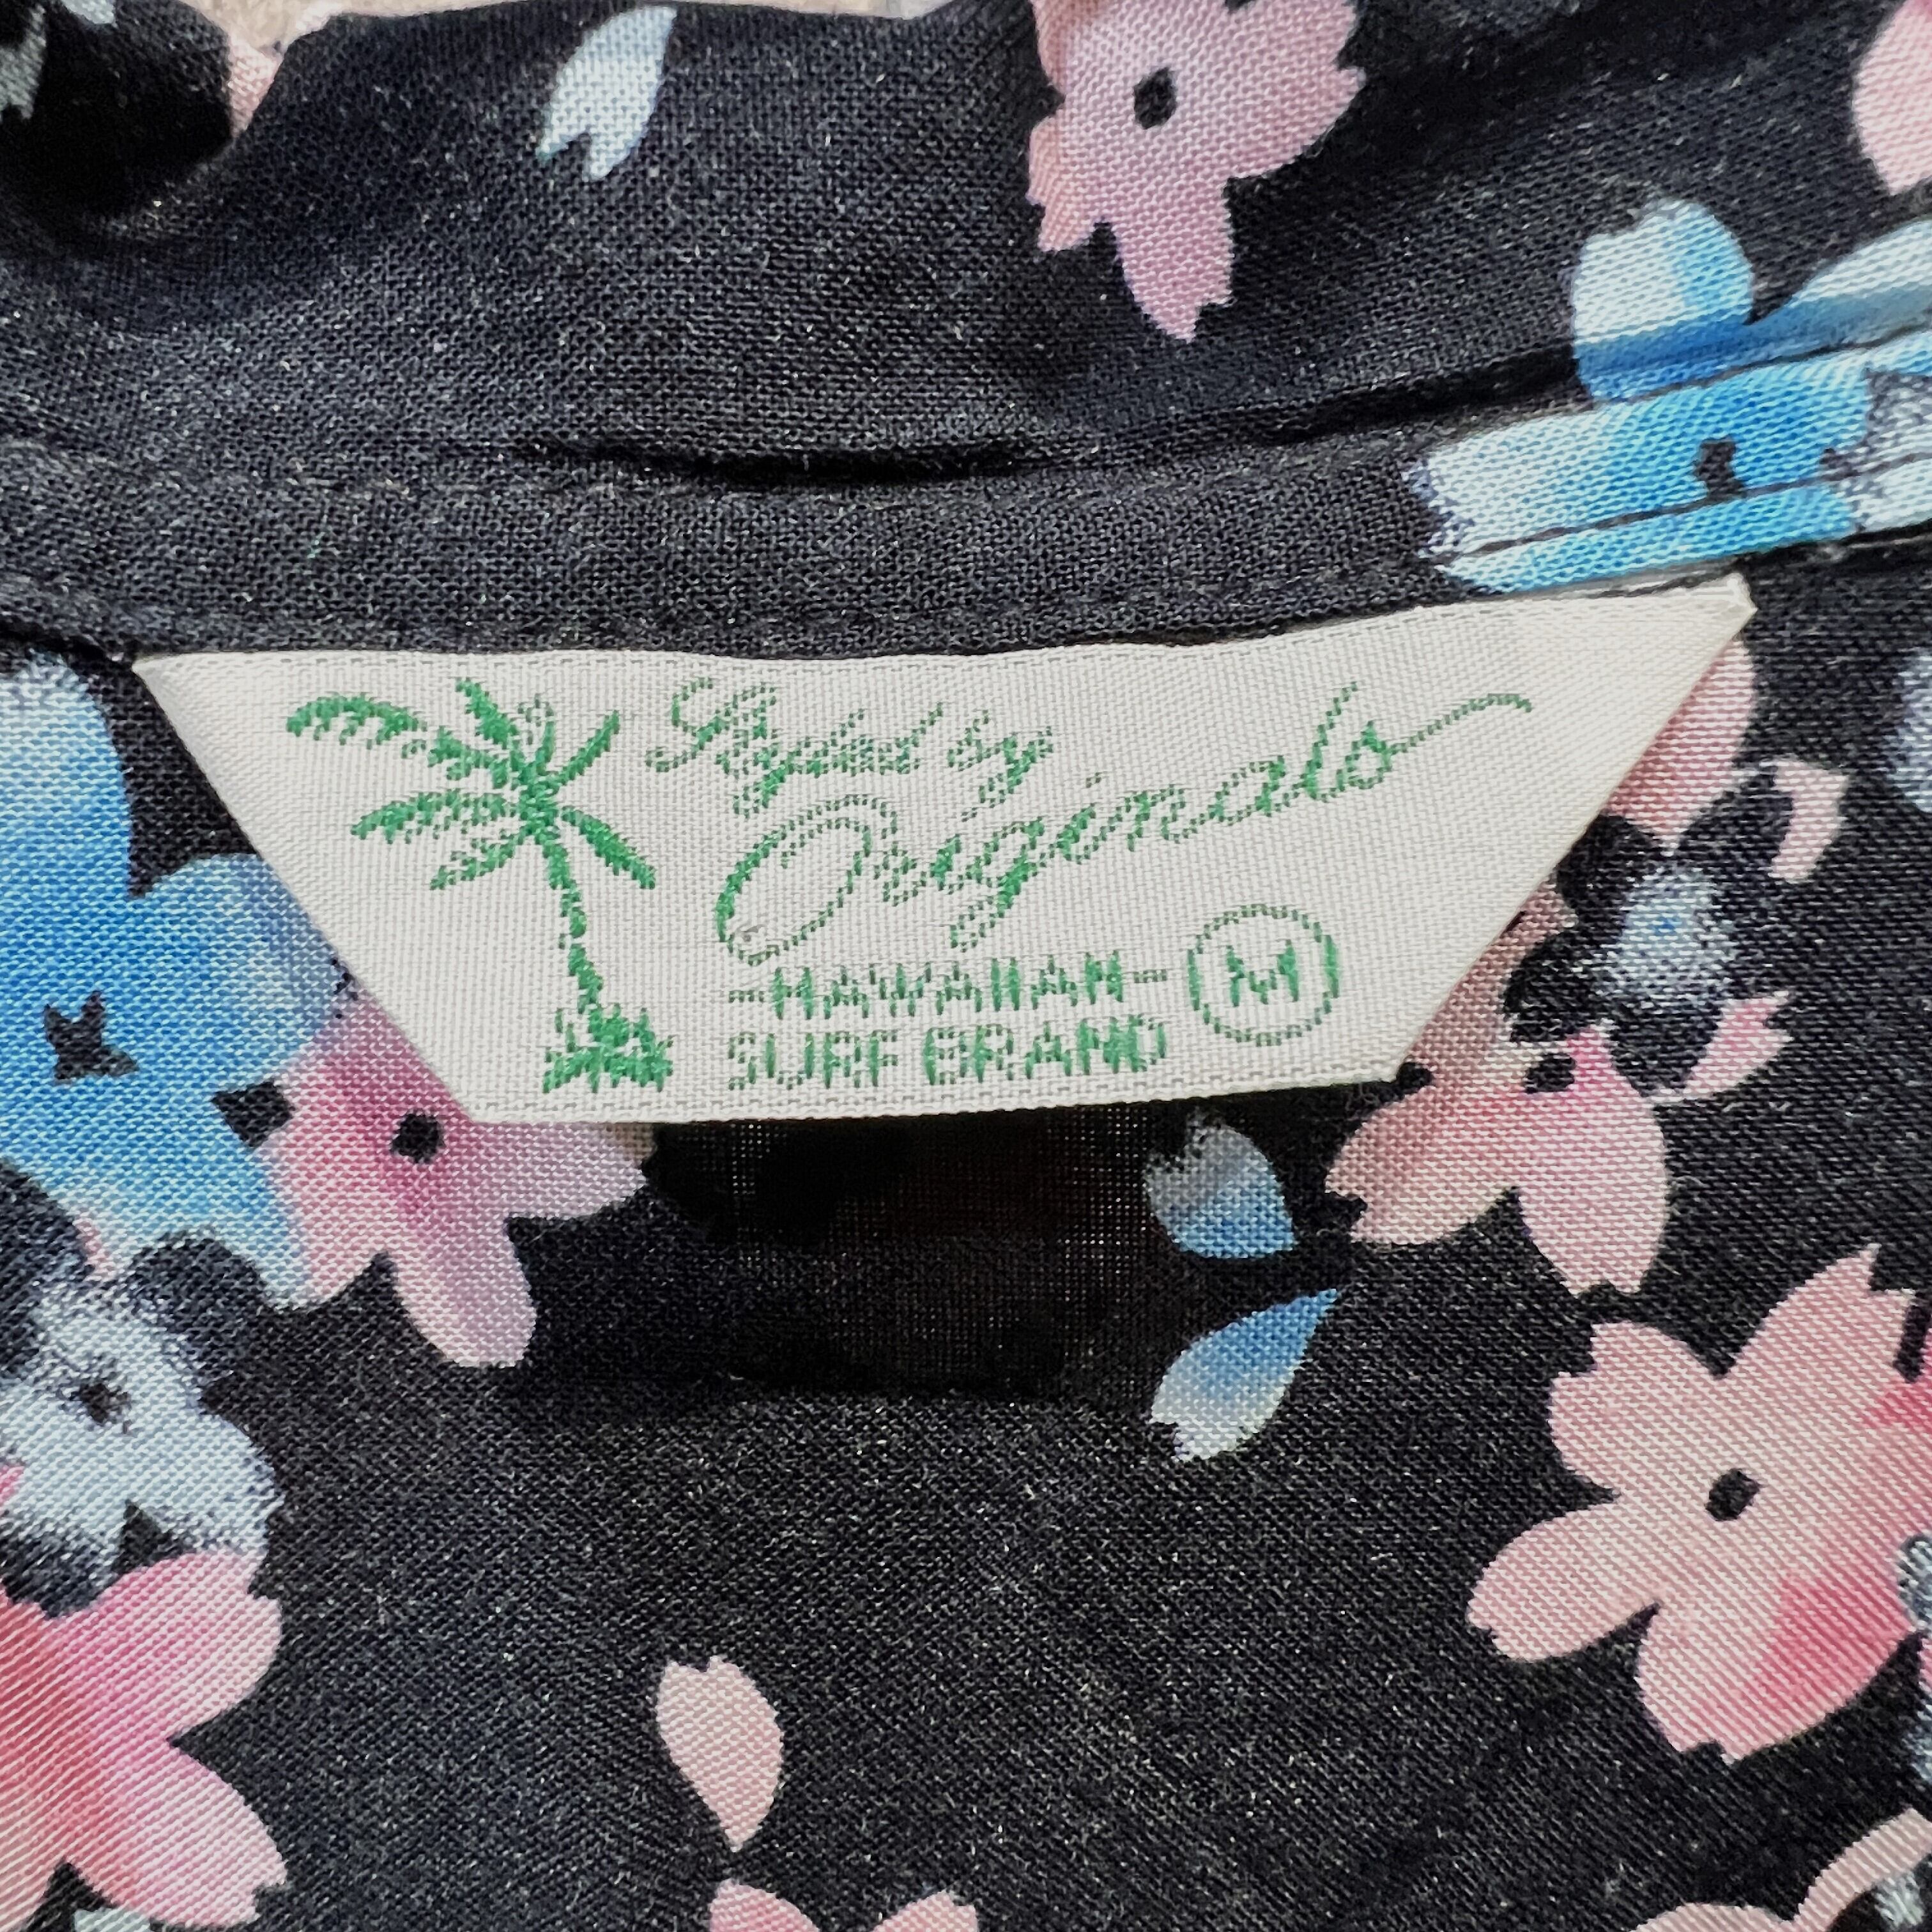 Styled by
Originals
-HAWAIIAN-
SURF BRAND
M